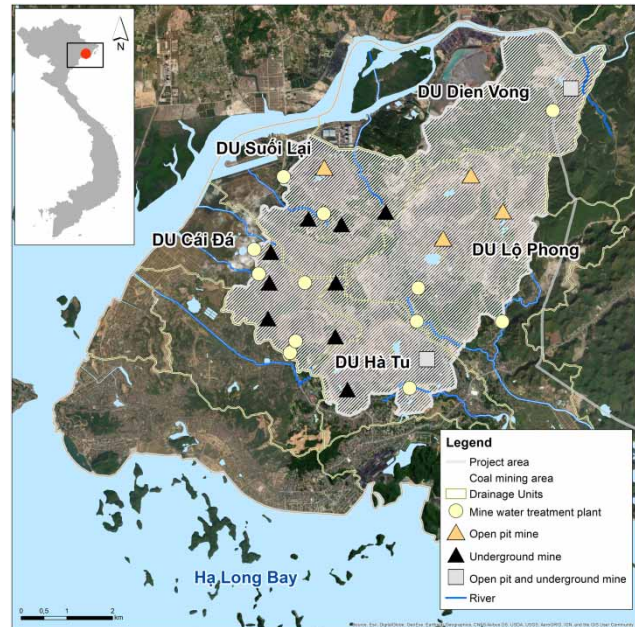 N
DU Dien Vong
DU Suối Lại
DU Cái Đá
DU Lộ Phong
DU Hà Tu
Hạ Long Bay
Legend
Project area
Coal mining area
Drainage Units
Mine water treatment plant
Open pit mine
Underground mine
Open pit and underground mine
River
0 0,5 1 2
km